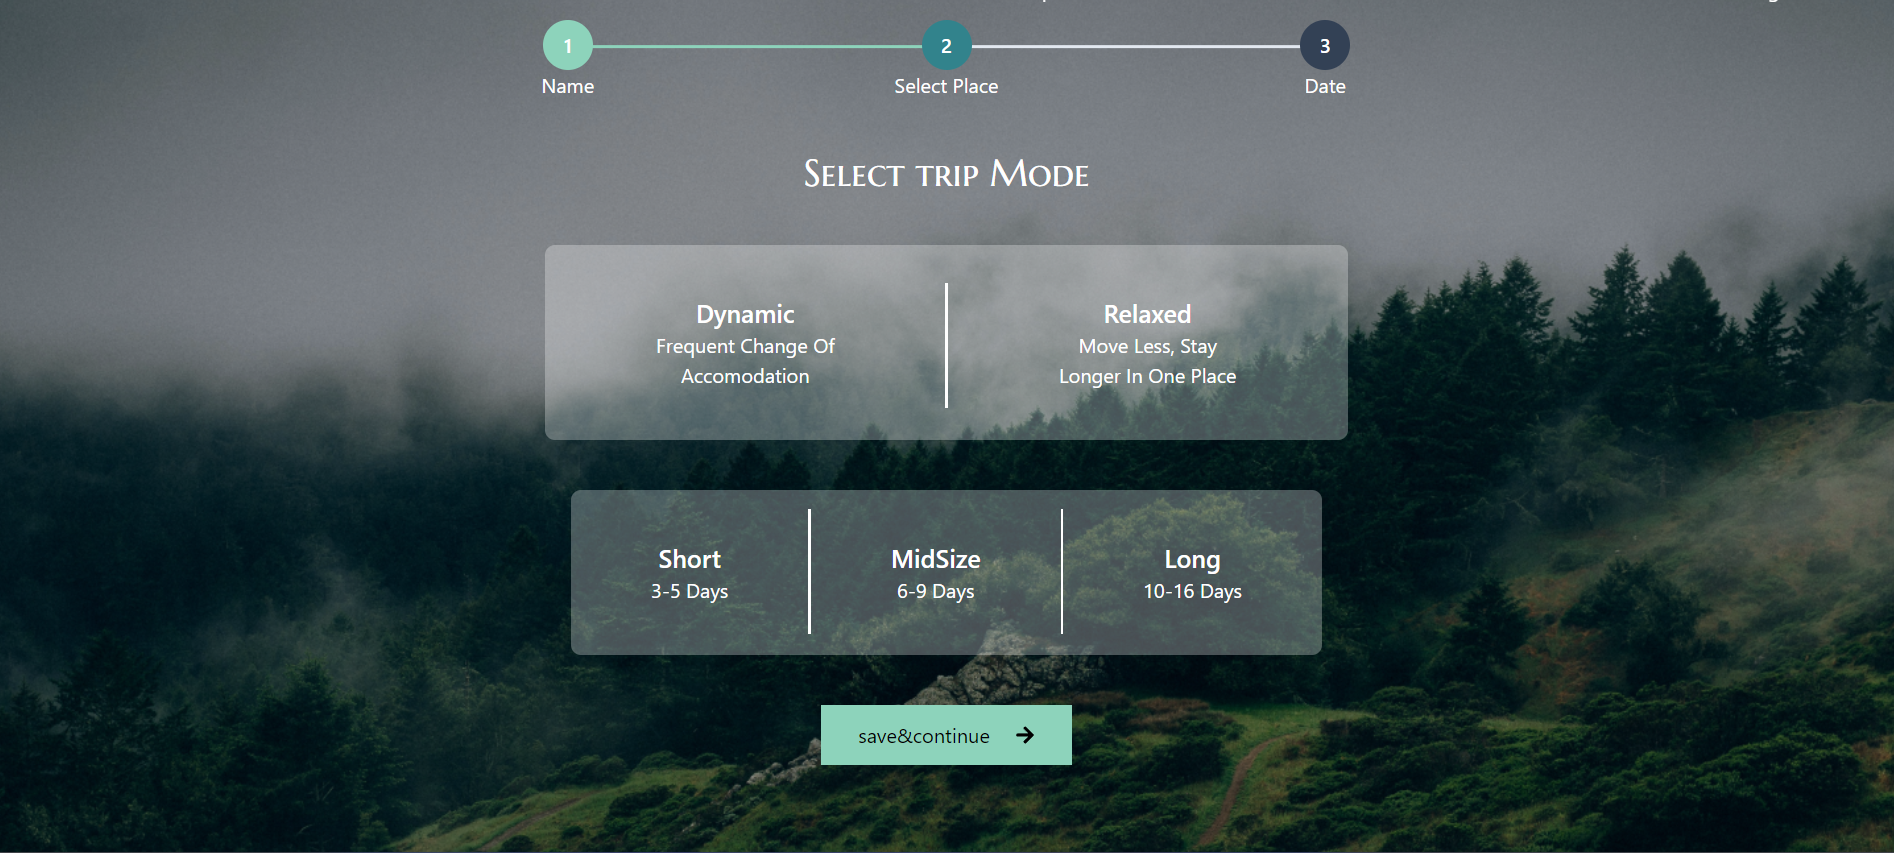 1 2 3
Name Select Place Date
Select trip Mode
Dynamic Relaxed
Frequent Change Of Move Less, Stay
Accomodation Longer In One Place
Short MidSize Long
3-5 Days 6-9 Days 10-16 Days
save&continue